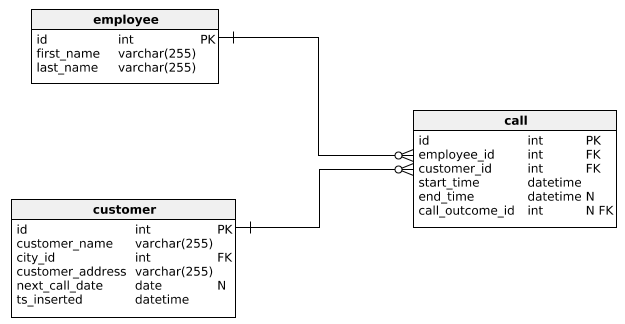 employee
id int PK
first_name varchar(255)
last_name varchar(255)
call
id int PK
employee_id int FK
customer_id int FK
start_time datetime
end_time datetime N
call_outcome_id int N FK
customer
id int PK
customer_name varchar(255)
city_id int FK
customer_address varchar(255)
next_call_date date N
ts_inserted datetime